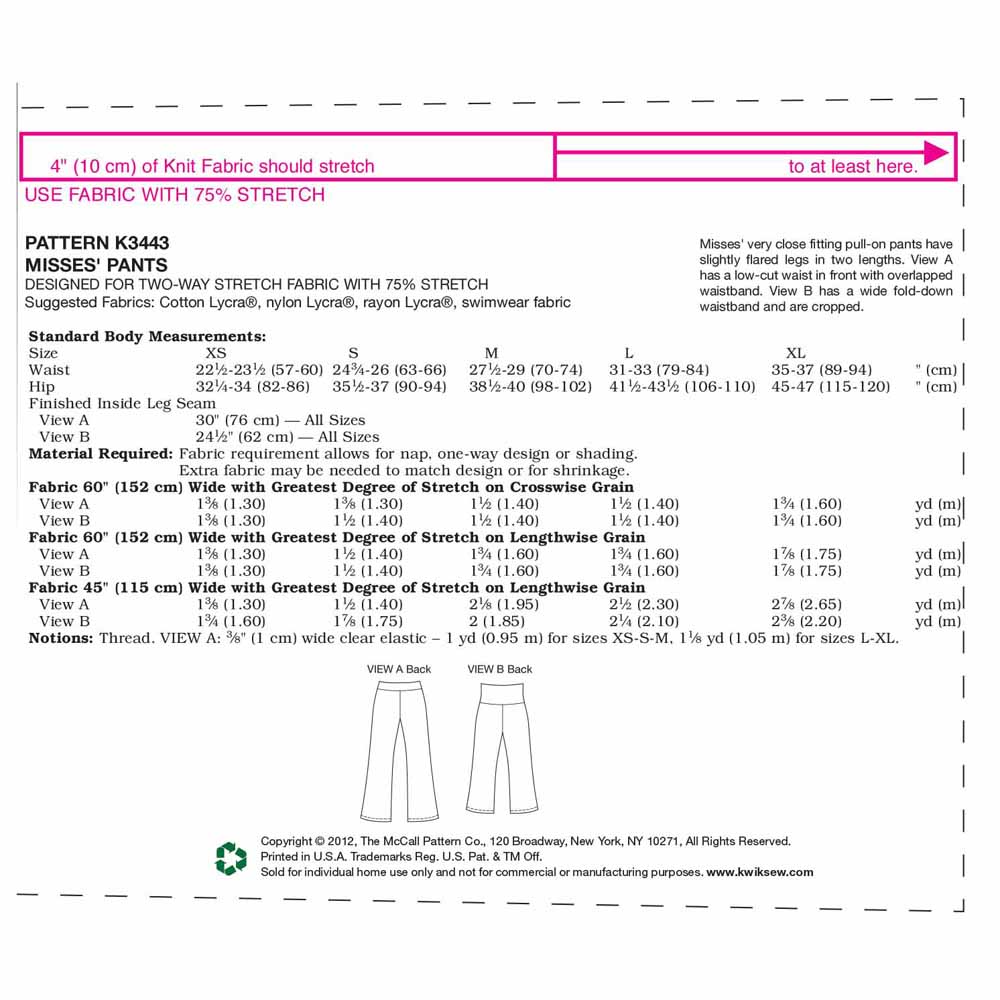 4" (10 cm) of Knit Fabric should stretch to at least here.
USE FABRIC WITH 75% STRETCH
PATTERN K3443
MISSES' PANTS
DESIGNED FOR TWO-WAY STRETCH FABRIC WITH 75% STRETCH
Suggested Fabrics: Cotton Lycra®, nylon Lycra®, rayon Lycra®, swimwear fabric
Misses' very close fitting pull-on pants have
slightly flared legs in two lengths. View A
has a low-cut waist in front with overlapped
waistband. View B has a wide fold-down
waistband and are cropped.
Standard Body Measurements:
Size XS S M L XL
Waist 22½-23½ (57-60) 24¾-26 (63-66) 27½-29 (70-74) 31-33 (79-84) 35-37 (89-94) " (cm)
Hip 32¼-34 (82-86) 35½-37 (90-94) 38½-40 (98-102) 41½-43½ (106-110) 45-47 (115-120) " (cm)
Finished Inside Leg Seam
View A 30" (76 cm) — All Sizes
View B 24½" (62 cm) — All Sizes
Material Required: Fabric requirement allows for nap, one-way design or shading.
Extra fabric may be needed to match design or for shrinkage.
Fabric 60" (152 cm) Wide with Greatest Degree of Stretch on Crosswise Grain
View A 1⅜ (1.30) 1⅜ (1.30) 1½ (1.40) 1½ (1.40) 1¾ (1.60) yd (m)
View B 1⅜ (1.30) 1½ (1.40) 1½ (1.40) 1½ (1.40) 1¾ (1.60) yd (m)
Fabric 60" (152 cm) Wide with Greatest Degree of Stretch on Lengthwise Grain
View A 1⅜ (1.30) 1½ (1.40) 1¾ (1.60) 1¾ (1.60) 1⅞ (1.75) yd (m)
View B 1⅜ (1.30) 1½ (1.40) 1¾ (1.60) 1¾ (1.60) 1⅞ (1.75) yd (m)
Fabric 45" (115 cm) Wide with Greatest Degree of Stretch on Lengthwise Grain
View A 1⅜ (1.30) 1½ (1.40) 2⅛ (1.95) 2½ (2.30) 2⅞ (2.65) yd (m)
View B 1¾ (1.60) 1⅞ (1.75) 2 (1.85) 2¼ (2.10) 2⅜ (2.20) yd (m)
Notions: Thread. VIEW A: ⅜" (1 cm) wide clear elastic – 1 yd (0.95 m) for sizes XS-S-M, 1⅛ yd (1.05 m) for sizes L-XL.
VIEW A Back VIEW B Back
Copyright © 2012, The McCall Pattern Co., 120 Broadway, New York, NY 10271, All Rights Reserved.
Printed in U.S.A. Trademarks Reg. U.S. Pat. & TM Off.
Sold for individual home use only and not for commercial or manufacturing purposes. www.kwiksew.com